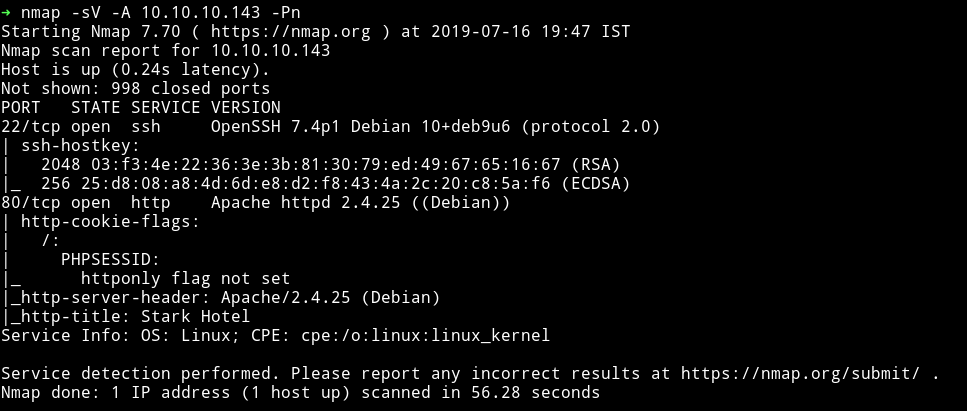 ➜ nmap -sV -A 10.10.10.143 -Pn
Starting Nmap 7.70 ( https://nmap.org ) at 2019-07-16 19:47 IST
Nmap scan report for 10.10.10.143
Host is up (0.24s latency).
Not shown: 998 closed ports
PORT   STATE SERVICE VERSION
22/tcp open  ssh     OpenSSH 7.4p1 Debian 10+deb9u6 (protocol 2.0)
| ssh-hostkey:
|   2048 03:f3:4e:22:36:3e:3b:81:30:79:ed:49:67:65:16:67 (RSA)
|_  256 25:d8:08:a8:4d:6d:e8:d2:f8:43:4a:2c:20:c8:5a:f6 (ECDSA)
80/tcp open  http    Apache httpd 2.4.25 ((Debian))
| http-cookie-flags:
|   /:
|     PHPSESSID:
|_      httponly flag not set
|_http-server-header: Apache/2.4.25 (Debian)
|_http-title: Stark Hotel
Service Info: OS: Linux; CPE: cpe:/o:linux:linux_kernel

Service detection performed. Please report any incorrect results at https://nmap.org/submit/ .
Nmap done: 1 IP address (1 host up) scanned in 56.28 seconds